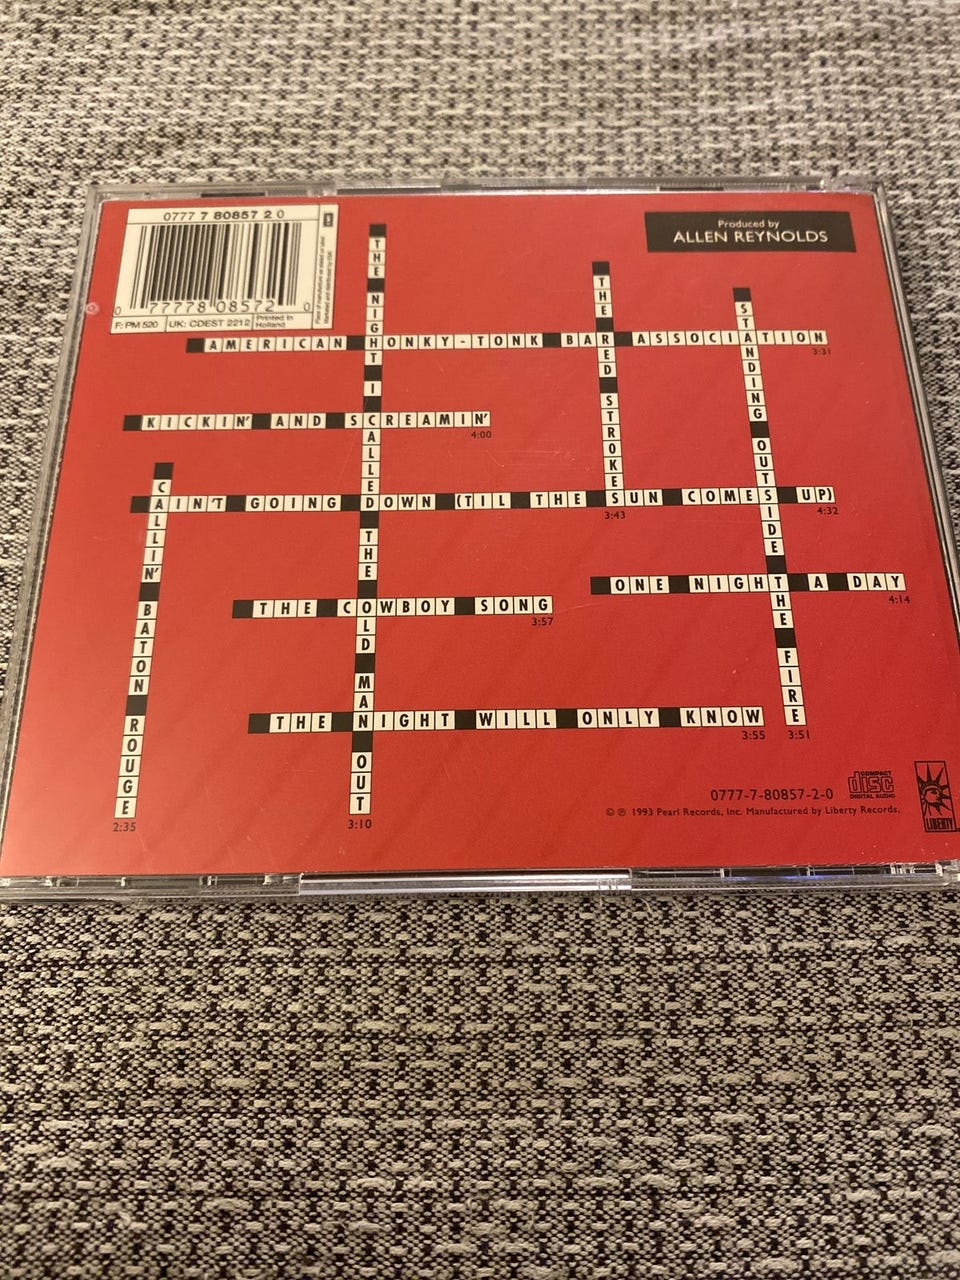 0777 7 80857 2 0
0 77778 08572 0
F: PM 520 UK: CDEST 2212 Printed in Holland
Produced by
ALLEN REYNOLDS
THE NIGHT I CALLED THE OLD MAN OUT
3:10
THE RED STROKES
3:43
STANDING OUTSIDE THE FIRE
3:51
AMERICAN HONKY-TONK BAR ASSOCIATION
3:31
KICKIN' AND SCREAMIN'
4:00
CALLIN' BATON ROUGE
2:35
AIN'T GOING DOWN (TIL THE SUN COMES UP)
4:32
ONE NIGHT A DAY
4:14
THE COWBOY SONG
3:57
THE NIGHT WILL ONLY KNOW
3:55
0777-7-80857-2-0
© ℗ 1993 Pearl Records, Inc. Manufactured by Liberty Records.
COMPACT
disc
DIGITAL AUDIO
LIBERTY